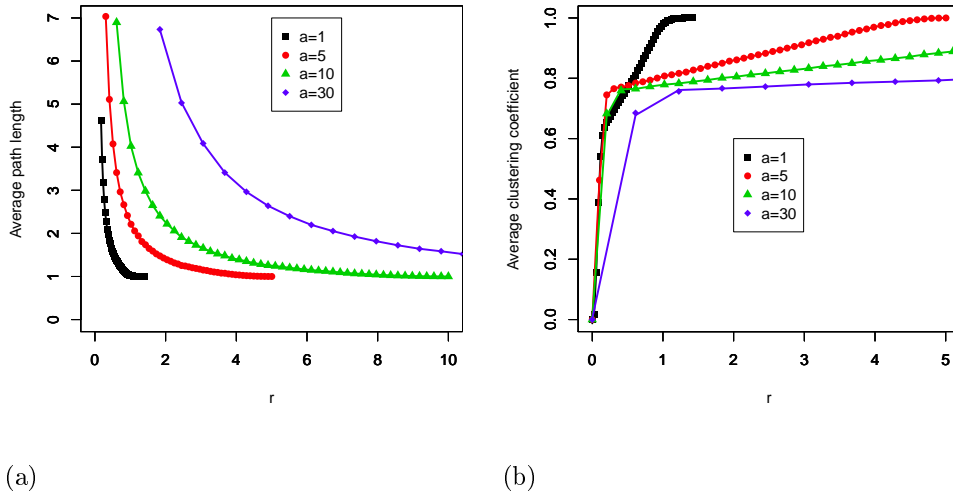 7
6
5
4
3
2
1
0
Average path length
0 2 4 6 8 10
r
a=1
a=5
a=10
a=30
(a)
1.0
0.8
0.6
0.4
0.2
0.0
Average clustering coefficient
0 1 2 3 4 5
r
a=1
a=5
a=10
a=30
(b)